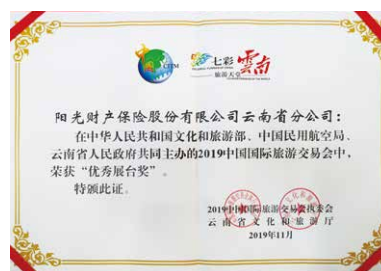 CITM
七彩云南
旅游天堂
阳光财产保险股份有限公司云南省分公司：
在中华人民共和国文化和旅游部、中国民用航空局、
云南省人民政府共同主办的2019中国国际旅游交易会中，
荣获“优秀展台奖”。
特颁此证。
2019中国国际旅游交易会执委会
云南省文化和旅游厅
2019年11月